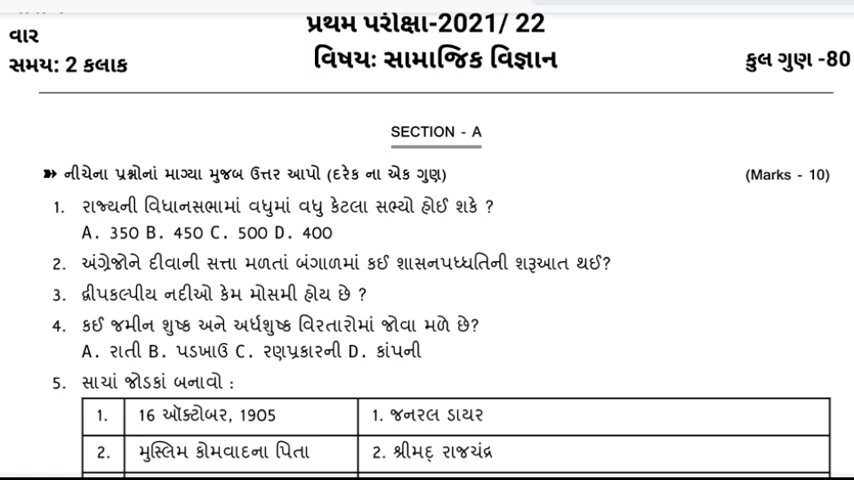 વાર
પ્રથમ પરીક્ષા-2021/ 22
સમય: 2 કલાક
વિષય: સામાજિક વિજ્ઞાન
કુલ ગુણ -80
SECTION - A
➽ નીચેના પ્રશ્નોનાં માગ્યા મુજબ ઉત્તર આપો (દરેક ના એક ગુણ) (Marks - 10)
1. રાજ્યની વિધાનસભામાં વધુમાં વધુ કેટલા સભ્યો હોઈ શકે ?
A. 350 B. 450 C. 500 D. 400
2. અંગ્રેજોને દીવાની સત્તા મળતાં બંગાળમાં કઈ શાસનપધ્ધતિની શરૂઆત થઈ?
3. દ્વીપકલ્પીય નદીઓ કેમ મોસમી હોય છે ?
4. કઈ જમીન શુષ્ક અને અર્ધશુષ્ક વિરતારોમાં જોવા મળે છે?
A. રાતી B. પડખાઉ C. રણપ્રકારની D. કાંપની
5. સાચાં જોડકાં બનાવો :
1. 16 ઑક્ટોબર, 1905 1. જનરલ ડાયર
2. મુસ્લિમ કોમવાદના પિતા 2. શ્રીમદ્ રાજચંદ્ર